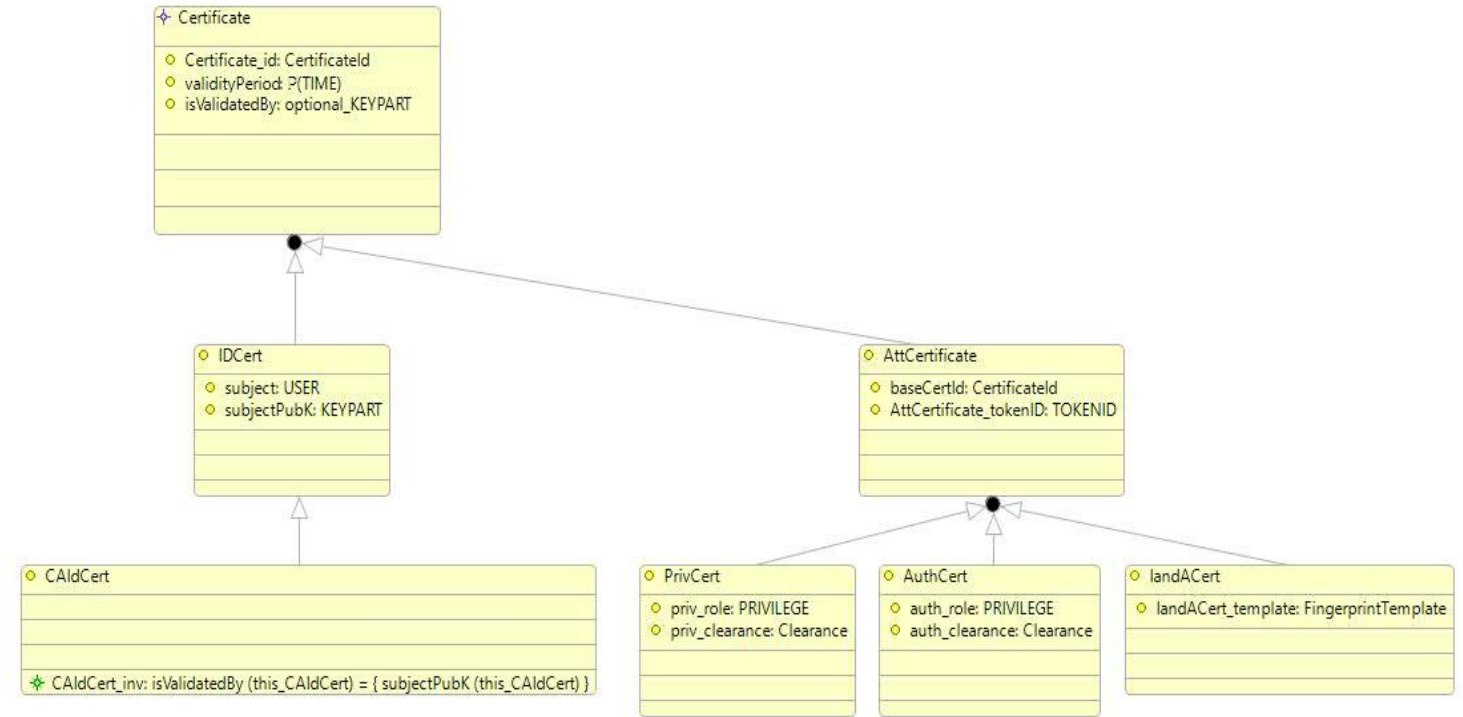 Certificate
Certificate_id: CertificateId
validityPeriod: ?(TIME)
isValidatedBy: optional_KEYPART
IDCert
subject: USER
subjectPubK: KEYPART
AttCertificate
baseCertId: CertificateId
AttCertificate_tokenID: TOKENID
CAIdCert
CAIdCert_inv: isValidatedBy (this_CAIdCert) = { subjectPubK (this_CAIdCert) }
PrivCert
priv_role: PRIVILEGE
priv_clearance: Clearance
AuthCert
auth_role: PRIVILEGE
auth_clearance: Clearance
IandACert
IandACert_template: FingerprintTemplate